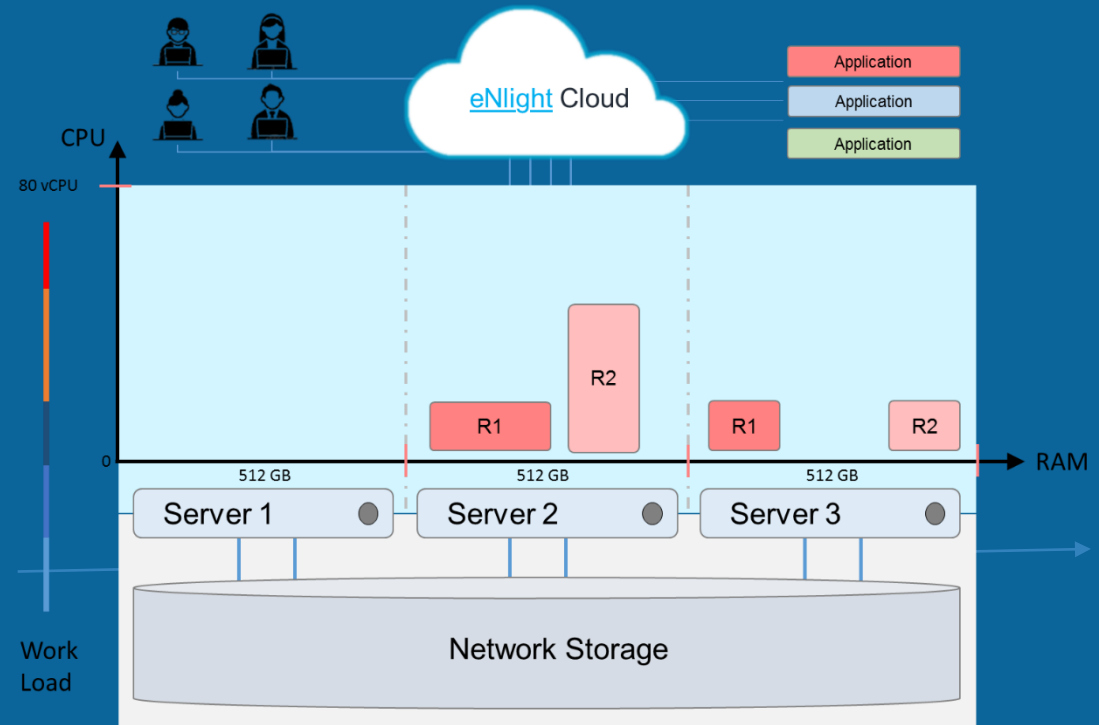 eNlight Cloud
Application
Application
Application
CPU
80 vCPU
R2
R1
R1
R2
0
RAM
512 GB
512 GB
512 GB
Server 1
Server 2
Server 3
Network Storage
Work
Load